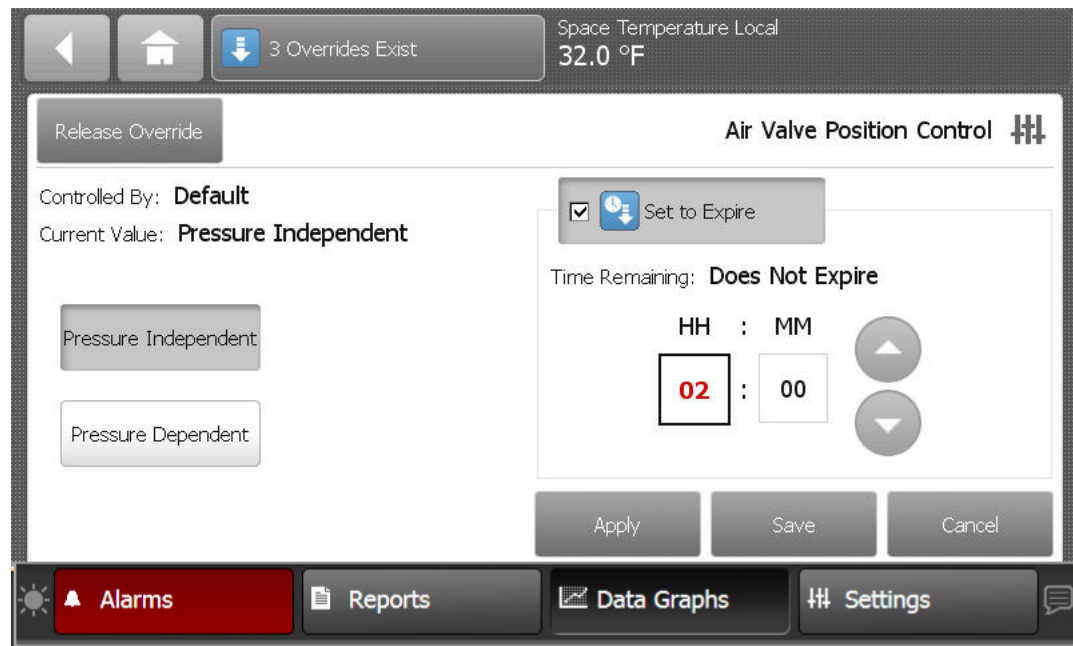 3 Overrides Exist
Space Temperature Local
32.0 °F
Release Override
Air Valve Position Control
Controlled By: Default
Current Value: Pressure Independent
Set to Expire
Time Remaining: Does Not Expire
HH : MM
02 : 00
Pressure Independent
Pressure Dependent
Apply Save Cancel
Alarms Reports Data Graphs Settings